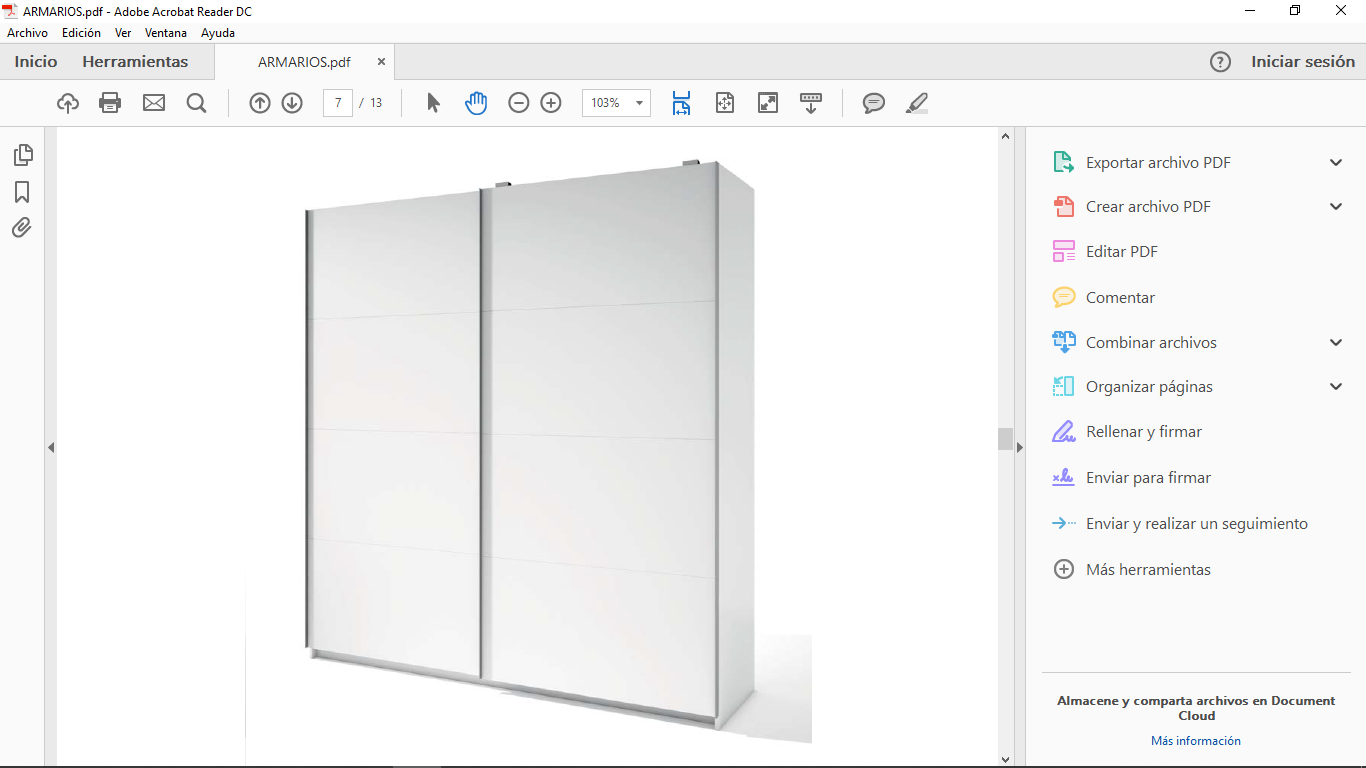 ARMARIOS.pdf - Adobe Acrobat Reader DC
Archivo Edición Ver Ventana Ayuda
Inicio Herramientas ARMARIOS.pdf × ? Iniciar sesión
7 / 13 103%
Exportar archivo PDF
Crear archivo PDF
Editar PDF
Comentar
Combinar archivos
Organizar páginas
Rellenar y firmar
Enviar para firmar
Enviar y realizar un seguimiento
Más herramientas
Almacene y comparta archivos en Document
Cloud
Más información